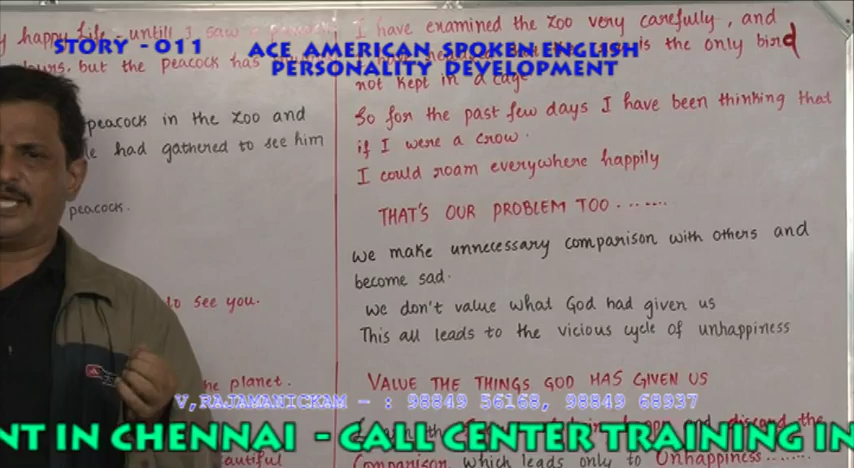 STORY - 011
ACE AMERICAN SPOKEN ENGLISH
PERSONALITY DEVELOPMENT
happy life - untill I saw a peacock
but the peacock has
peacock in the zoo and
had gathered to see him
peacock.
to see you.
the planet.
I have examined the zoo very carefully, and
is the only bird
not kept in a cage
So for the past few days I have been thinking that
if I were a crow.
I could roam everywhere happily
THAT'S OUR PROBLEM TOO ........
we make unnecessary comparison with others and
become sad.
we don't value what God had given us
This all leads to the vicious cycle of unhappiness
VALUE THE THINGS GOD HAS GIVEN US
and discard the
Comparison which leads only to Unhappiness........
V,RAJAMANICKAM - : 98849 56168, 98849 68937
NT IN CHENNAI - CALL CENTER TRAINING IN